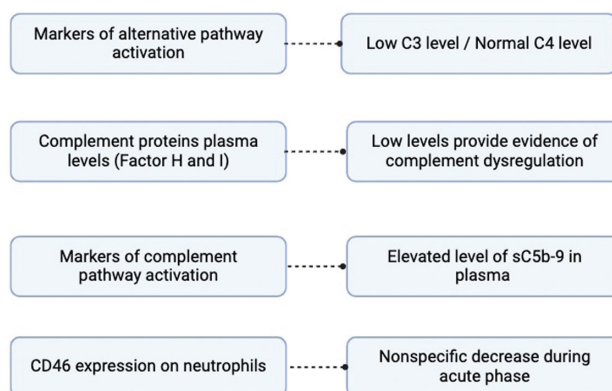 Markers of alternative pathway
activation
Low C3 level / Normal C4 level
Complement proteins plasma
levels (Factor H and I)
Low levels provide evidence of
complement dysregulation
Markers of complement
pathway activation
Elevated level of sC5b-9 in
plasma
CD46 expression on neutrophils
Nonspecific decrease during
acute phase